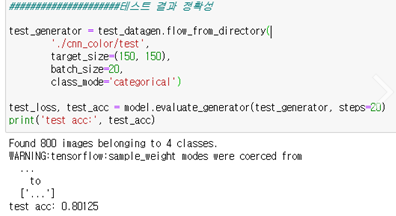 ####################테스트 결과 정확성
test_generator = test_datagen.flow_from_directory(
'./cnn_color/test',
target_size=(150, 150),
batch_size=20,
class_mode='categorical')
test_loss, test_acc = model.evaluate_generator(test_generator, steps=20)
print('test acc:', test_acc)
Found 800 images belonging to 4 classes.
WARNING:tensorflow:sample_weight modes were coerced from
...
to
['...']
test acc: 0.80125